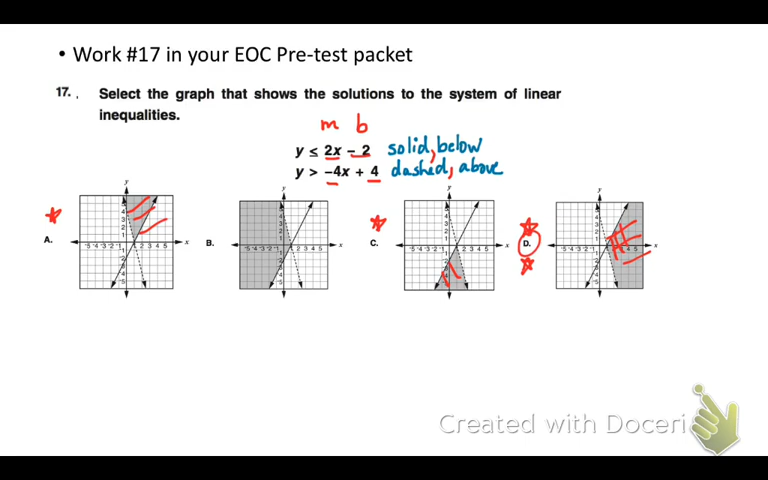 • Work #17 in your EOC Pre-test packet
17. . Select the graph that shows the solutions to the system of linear
inequalities.
m b
y ≤ 2x − 2 solid, below
y > −4x + 4 dashed, above
A. B. C. D.
Created with Doceri